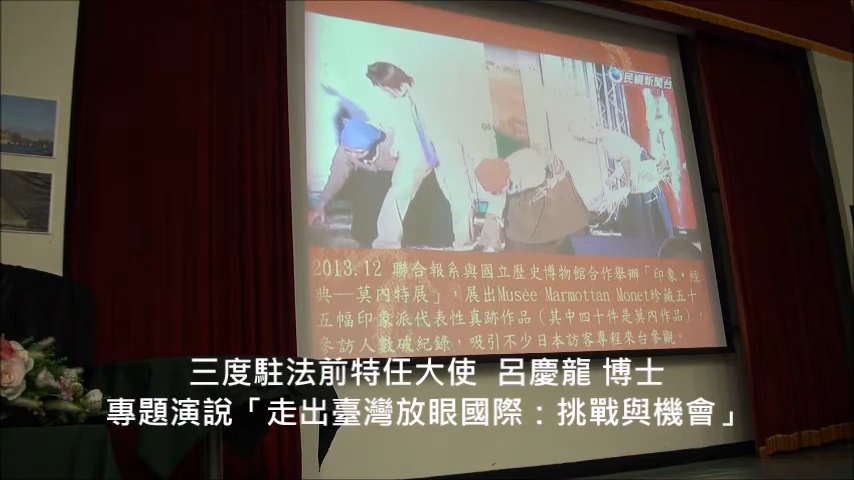 民視新聞台
2013.12 聯合報系與國立歷史博物館合作舉辦「印象‧經
典—莫內特展」，展出Musée Marmottan Monet珍藏五十
五幅印象派代表性真跡作品（其中四十件是莫內作品），
參訪人數破紀錄，吸引不少日本訪客專程來台參觀。
三度駐法前特任大使 呂慶龍 博士
專題演說「走出臺灣放眼國際：挑戰與機會」